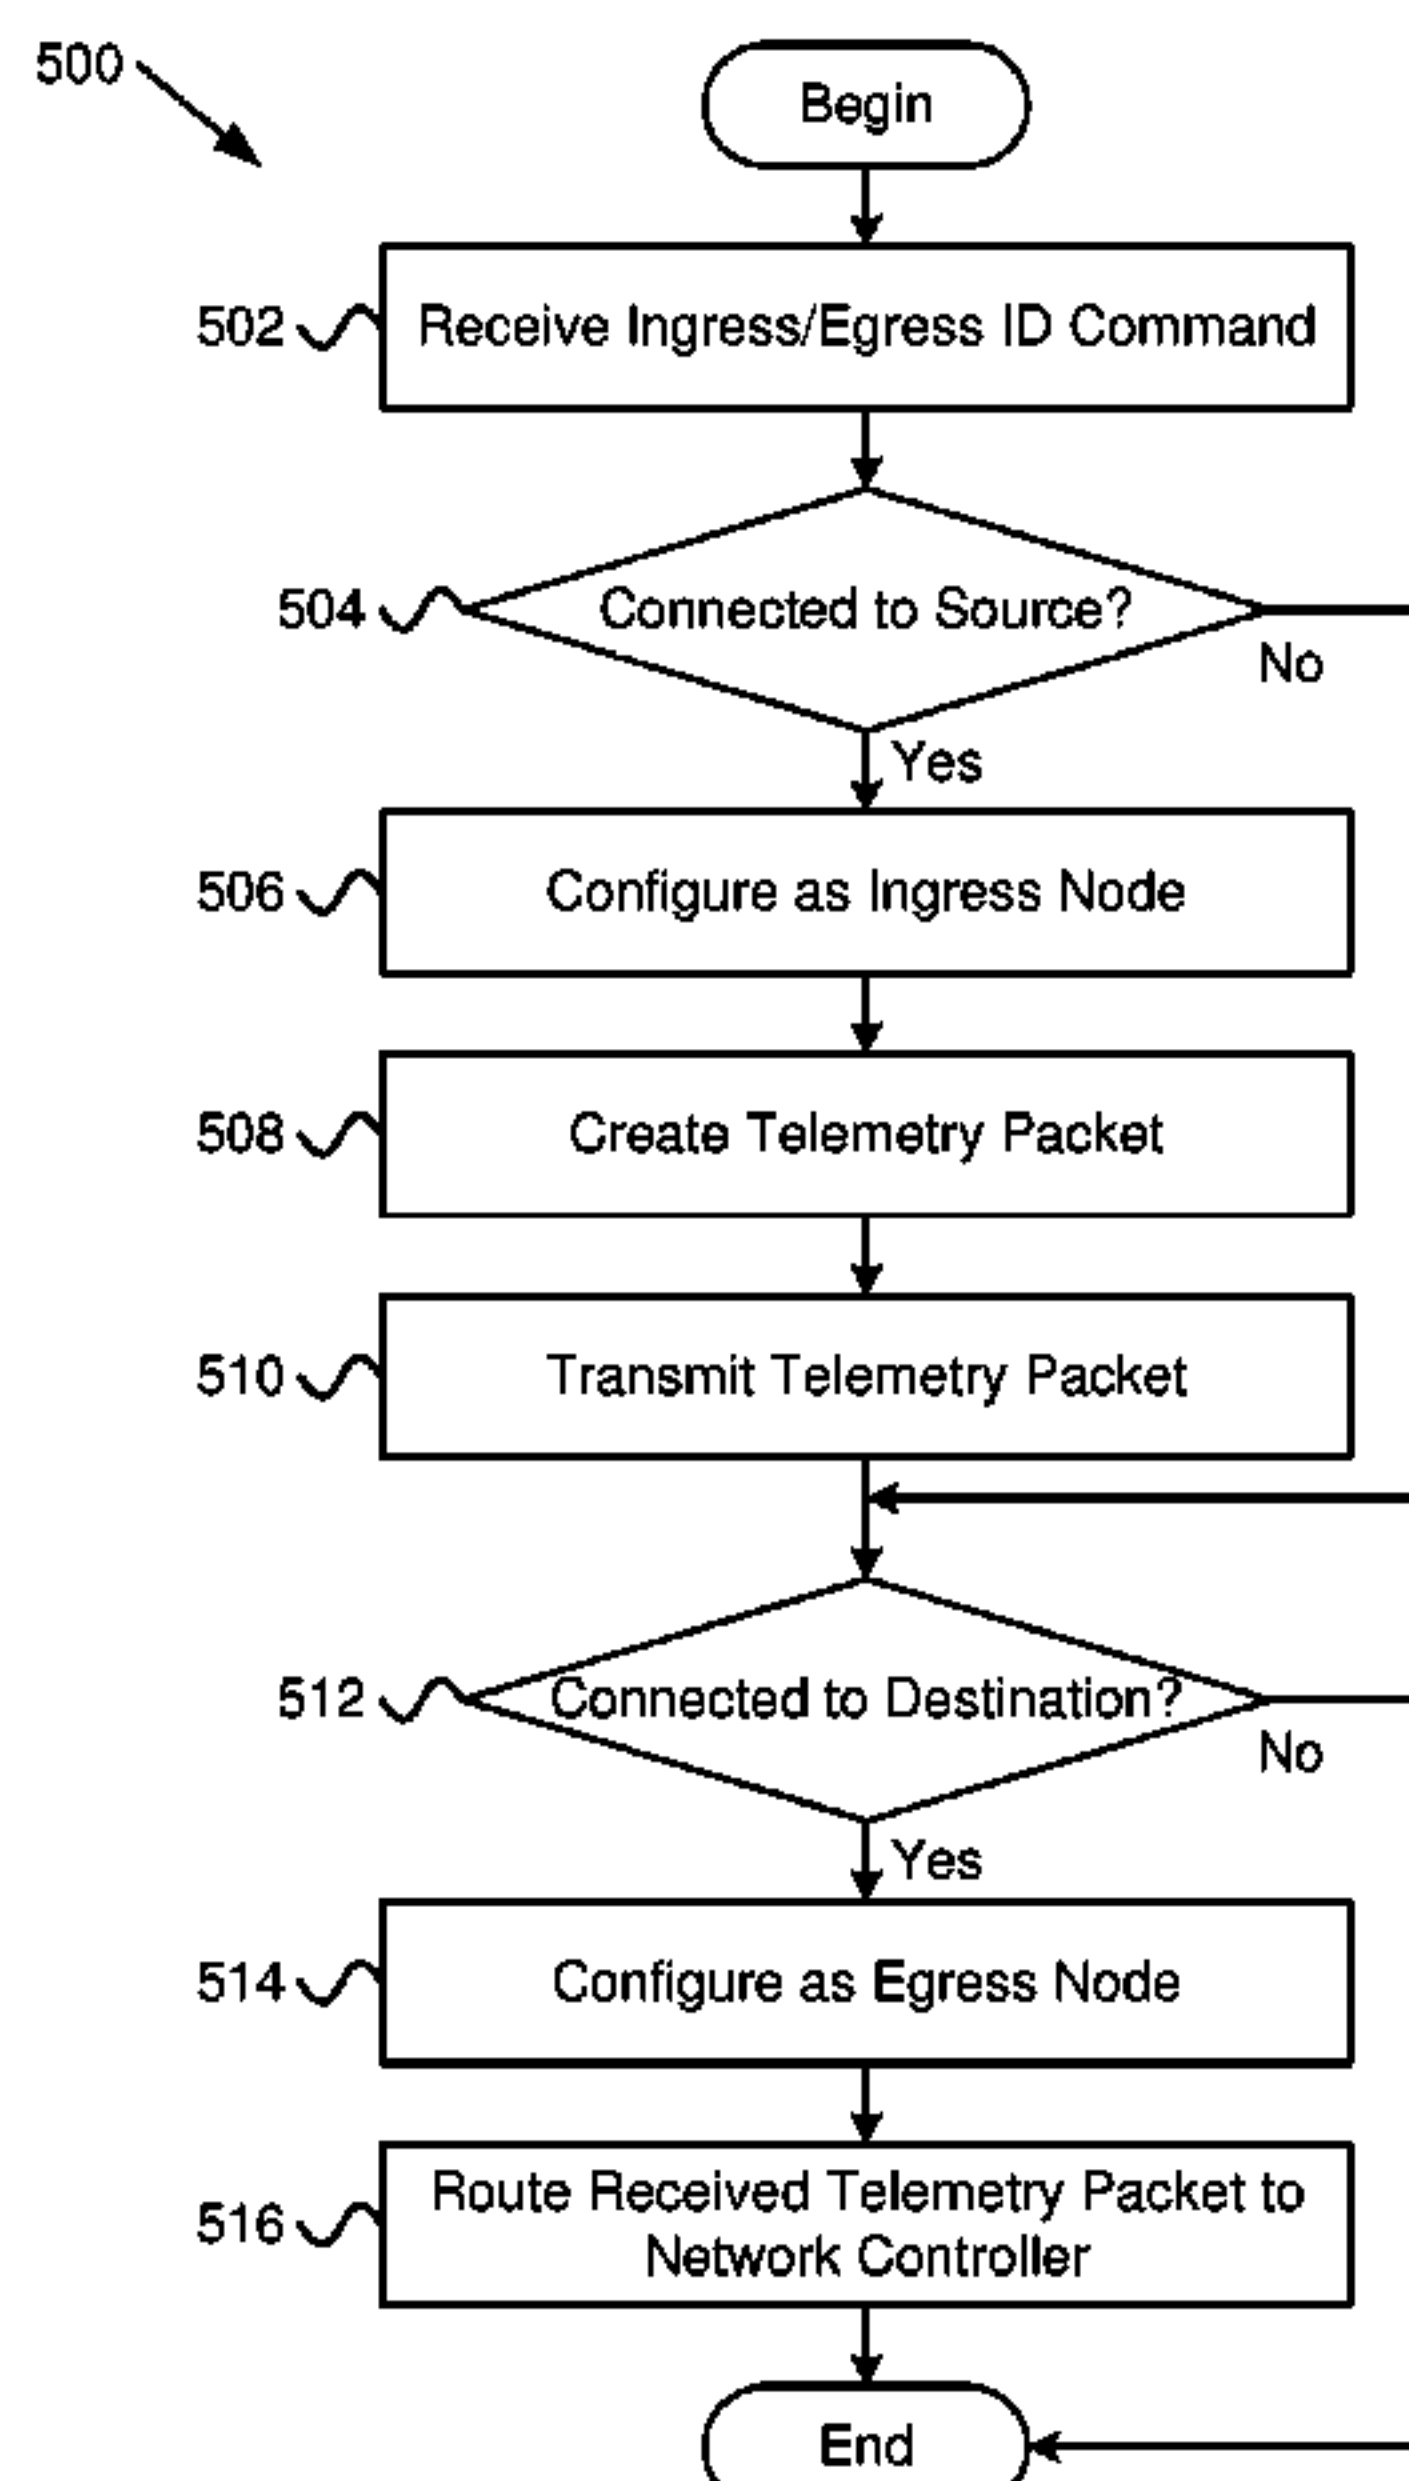 500
Begin
502
Receive Ingress/Egress ID Command
504
Connected to Source?
No
Yes
506
Configure as Ingress Node
508
Create Telemetry Packet
510
Transmit Telemetry Packet
512
Connected to Destination?
No
Yes
514
Configure as Egress Node
516
Route Received Telemetry Packet to
Network Controller
End